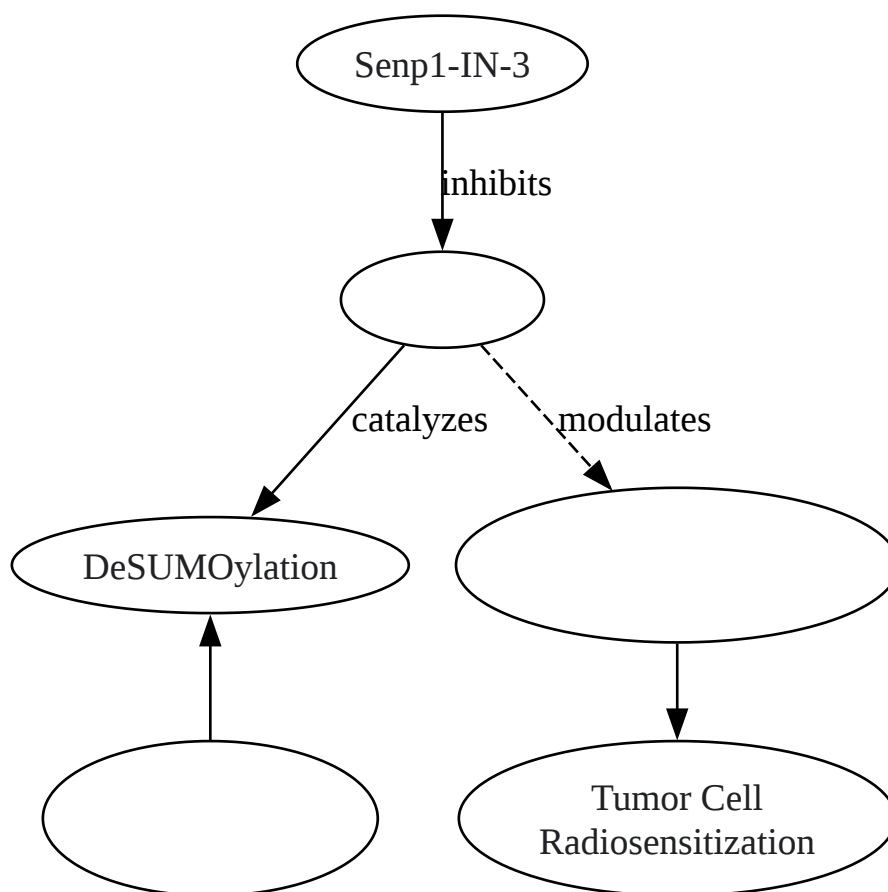 Senp1-IN-3
inhibits
catalyzes
modulates
DeSUMOylation
Tumor Cell
Radiosensitization